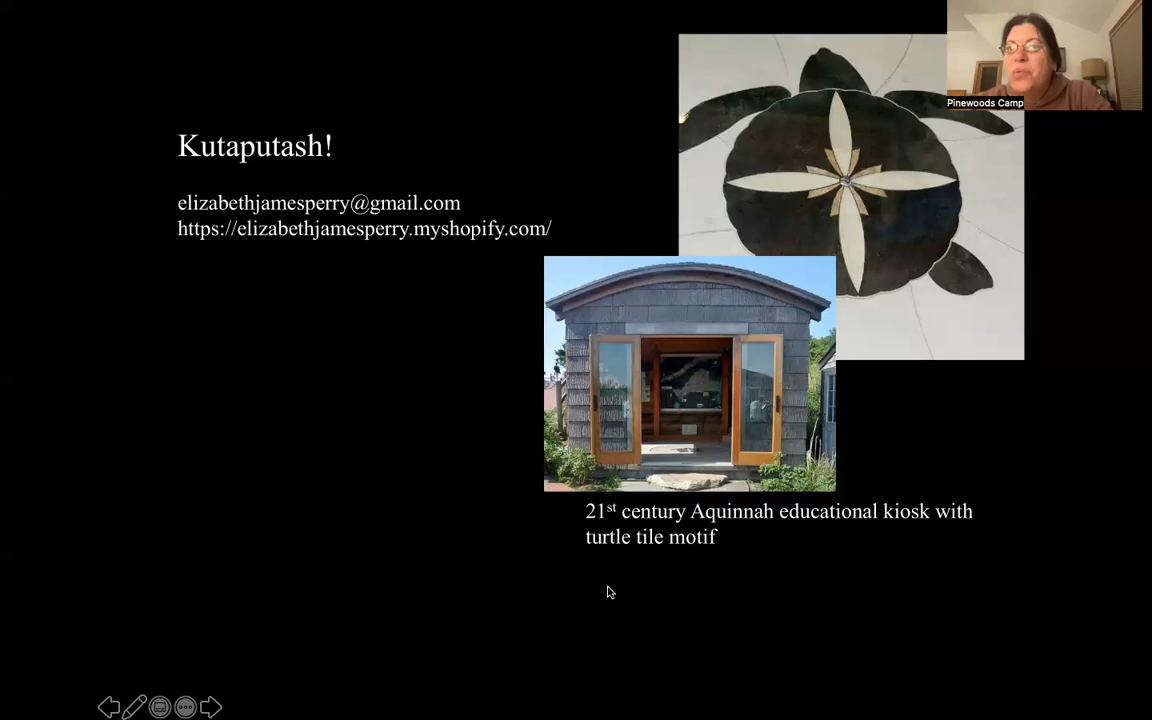 Pinewoods Camp
Kutaputash!
elizabethjamesperry@gmail.com
https://elizabethjamesperry.myshopify.com/
21st century Aquinnah educational kiosk with
turtle tile motif